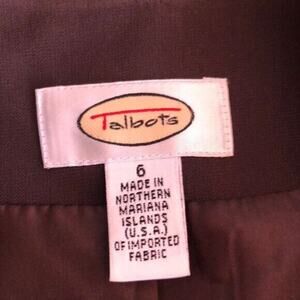 Talbots
6
MADE IN
NORTHERN
MARIANA
ISLANDS
(U.S.A.)
OF IMPORTED
FABRIC